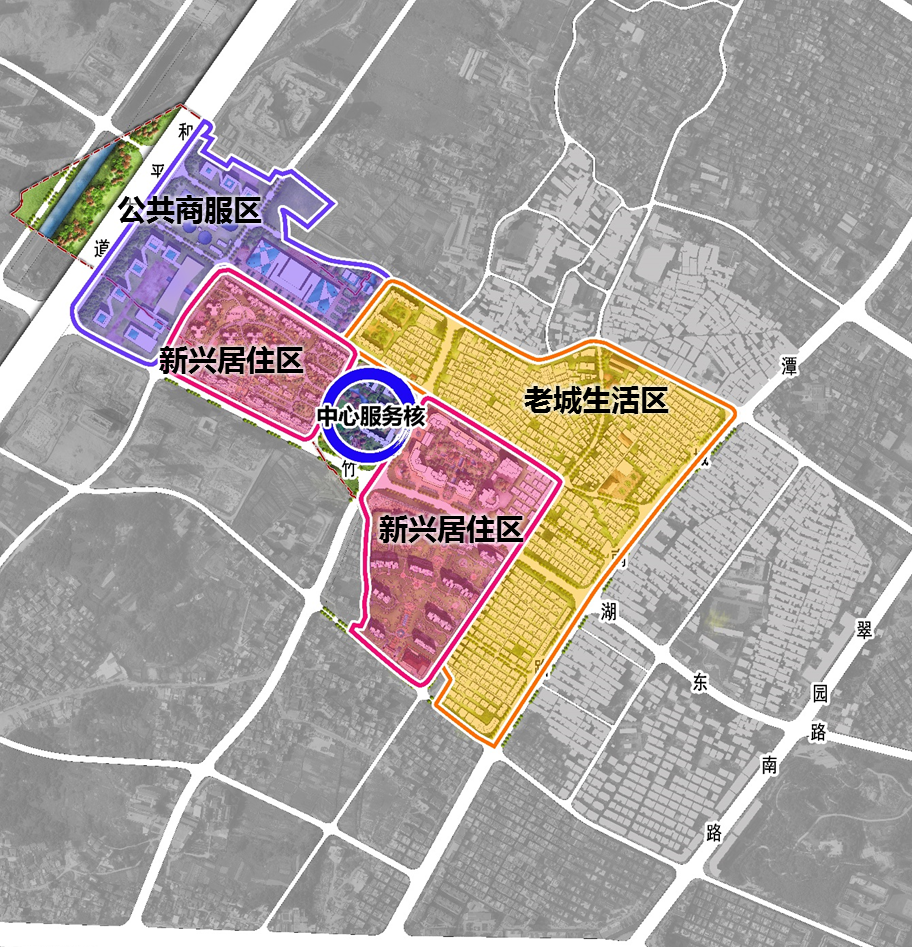 和
平
道
公共商服区
新兴居住区
中心服务核
老城生活区
潭
竹
新兴居住区
湖
东
路
翠
园
路
南
路